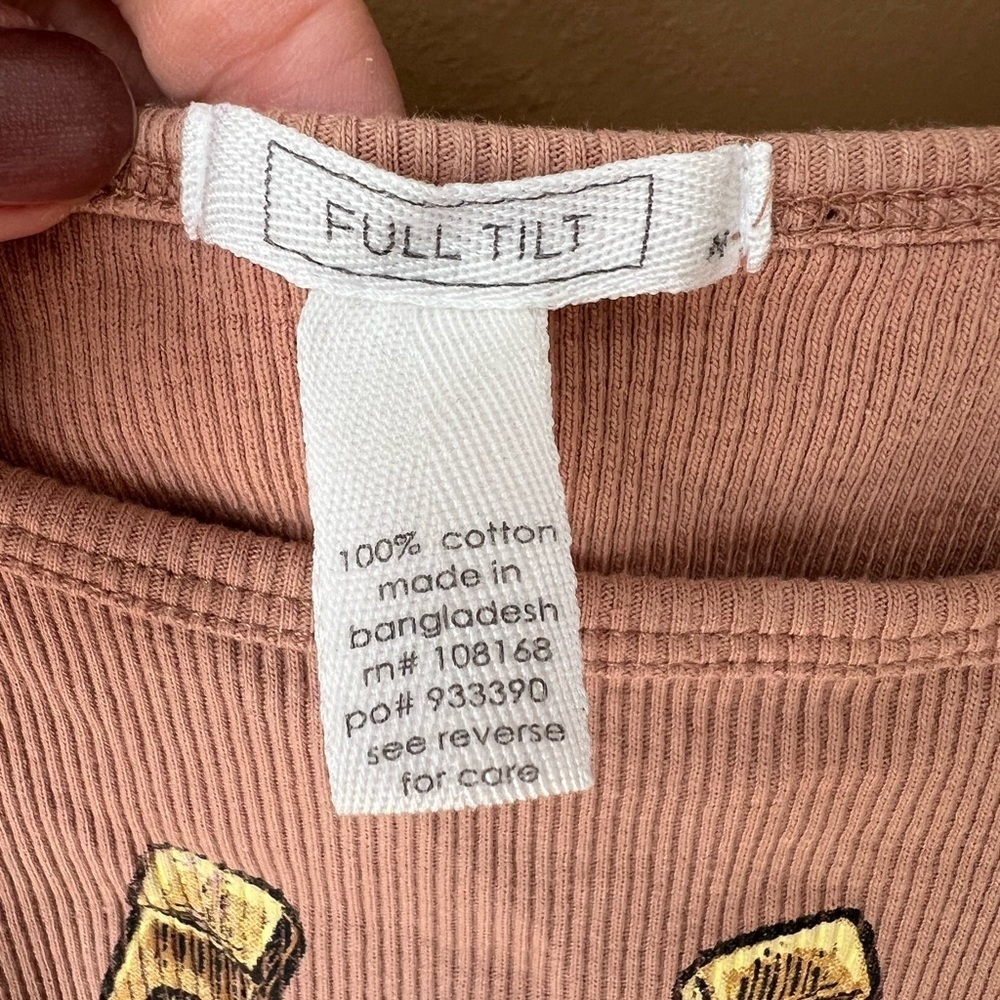 FULL TILT
100% cotton
made in
bangladesh
rn# 108168
po# 933390
see reverse
for care